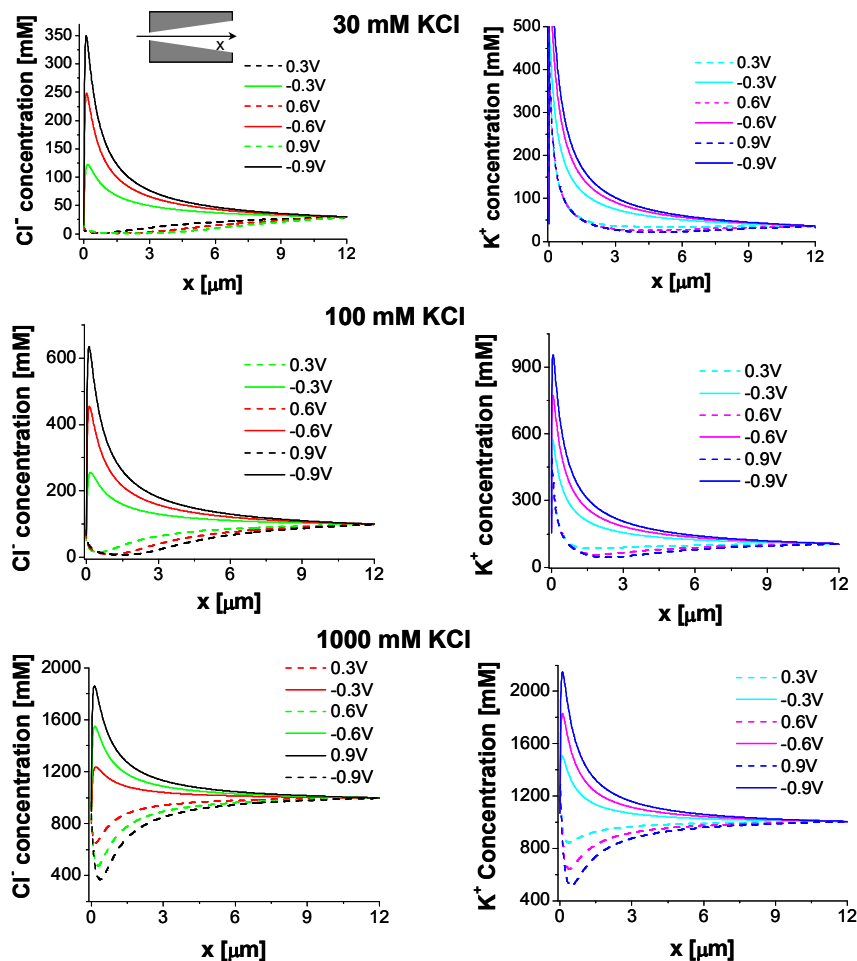 30 mM KCl
Cl⁻ concentration [mM]
350
300
250
200
150
100
50
0
x
0.3V
-0.3V
0.6V
-0.6V
0.9V
-0.9V
0 3 6 9 12
x [μm]
K⁺ concentration [mM]
500
400
300
200
100
0
0.3V
-0.3V
0.6V
-0.6V
0.9V
-0.9V
0 3 6 9 12
x [μm]
100 mM KCl
Cl⁻ concentration [mM]
600
400
200
0
0.3V
-0.3V
0.6V
-0.6V
0.9V
-0.9V
0 3 6 9 12
x [μm]
K⁺ concentration [mM]
900
600
300
0
0.3V
-0.3V
0.6V
-0.6V
0.9V
-0.9V
0 3 6 9 12
x [μm]
1000 mM KCl
Cl⁻ concentration [mM]
2000
1600
1200
800
400
0.3V
-0.3V
0.6V
-0.6V
0.9V
-0.9V
0 3 6 9 12
x [μm]
K⁺ Concentration [mM]
2000
1600
1200
800
400
0.3V
-0.3V
0.6V
-0.6V
0.9V
-0.9V
0 3 6 9 12
x [μm]